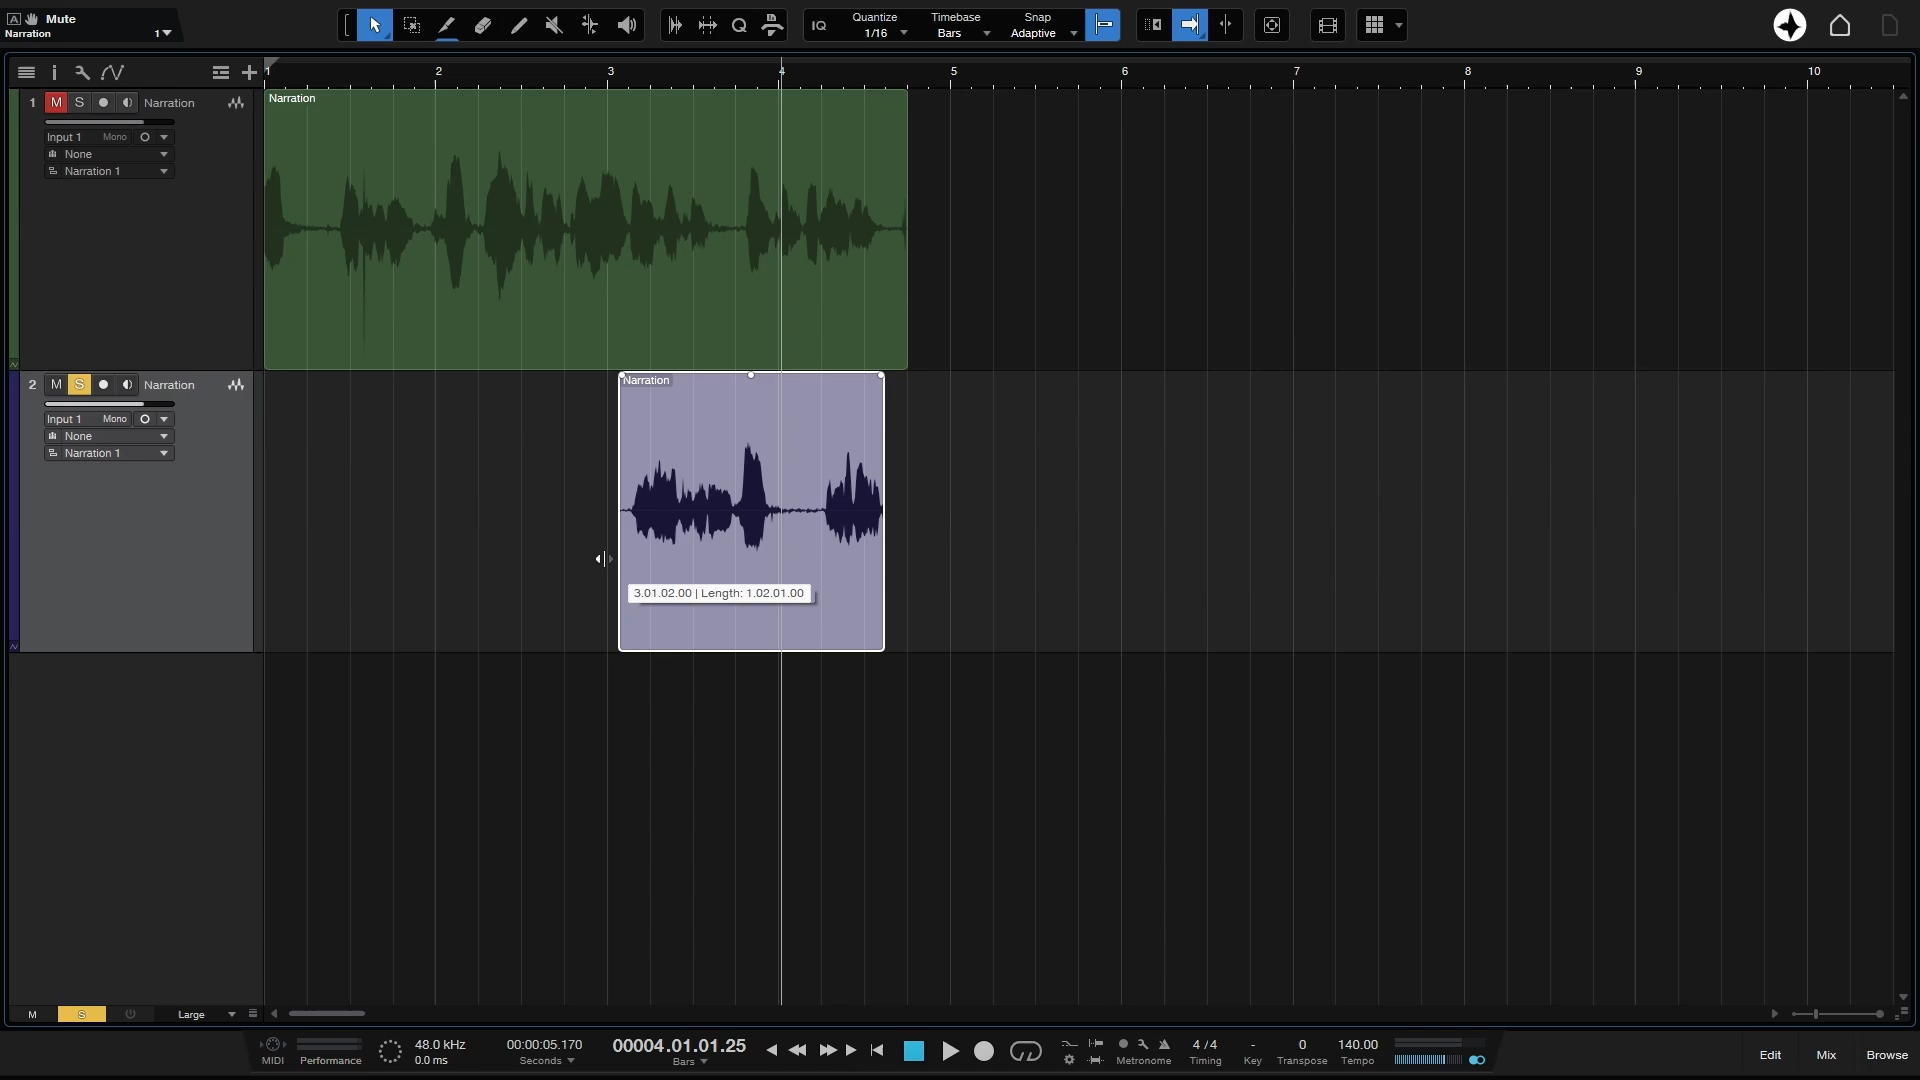 A Mute
Narration 1
IQ Quantize Timebase Snap
1/16 Bars Adaptive
1 2 3 4 5 6 7 8 9 10
1 M S Narration
Narration
Input 1 Mono
None
Narration 1
2 M S Narration
Narration
Input 1 Mono
None
Narration 1
3.01.02.00 | Length: 1.02.01.00
M S Large
MIDI Performance
48.0 kHz
0.0 ms
00:00:05.170
Seconds
00004.01.01.25
Bars
Metronome
4 / 4
Timing
-
Key
0
Transpose
140.00
Tempo
Edit Mix Browse